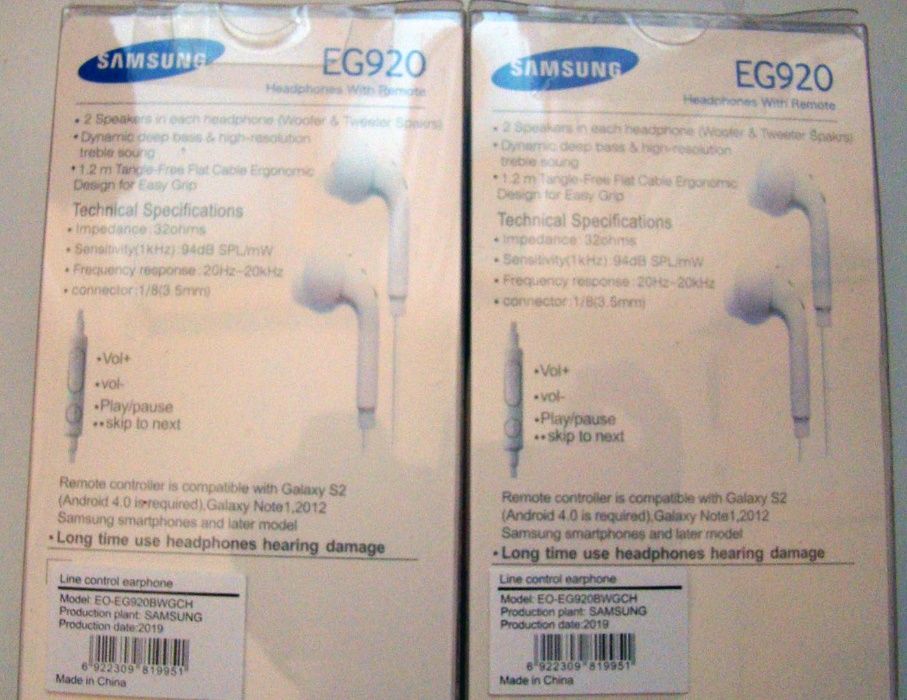 SAMSUNG
EG920
Headphones With Remote
• 2 Speakers in each headphone (Woofer & Tweeter Spakrs)
• Dynamic deep bass & high-resolution
treble soung
• 1.2 m Tangle-Free Flat Cable Ergonomic
Design for Easy Grip
Technical Specifications
• Impedance: 32ohms
• Sensitivity(1kHz):94dB SPL/mW
• Frequency response: 20Hz~20kHz
• connector:1/8(3.5mm)
•Vol+
•vol-
•Play/pause
••skip to next
Remote controller is compatible with Galaxy S2
(Android 4.0 is required),Galaxy Note1,2012
Samsung smartphones and later model
• Long time use headphones hearing damage
Line control earphone
Model: EO-EG920BWGCH
Production plant: SAMSUNG
Production date:2019
6 922309 819951
Made in China
SAMSUNG
EG920
Headphones With Remote
• 2 Speakers in each headphone (Woofer & Tweeter Spakrs)
• Dynamic deep bass & high-resolution
treble soung
• 1.2 m Tangle-Free Flat Cable Ergonomic
Design for Easy Grip
Technical Specifications
• Impedance: 32ohms
• Sensitivity(1kHz):94dB SPL/mW
• Frequency response: 20Hz~20kHz
• connector:1/8(3.5mm)
•Vol+
•vol-
•Play/pause
••skip to next
Remote controller is compatible with Galaxy S2
(Android 4.0 is required),Galaxy Note1,2012
Samsung smartphones and later model
• Long time use headphones hearing damage
Line control earphone
Model: EO-EG920BWGCH
Production plant: SAMSUNG
Production date:2019
6 922309 819951
Made in China